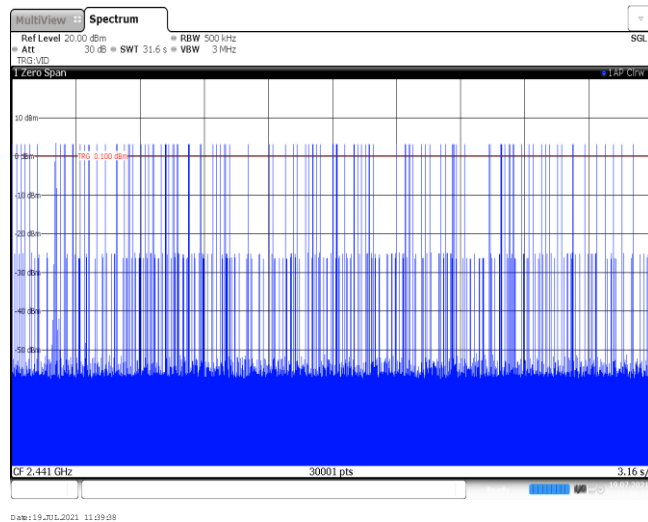 MultiView Spectrum
Ref Level 20.00 dBm RBW 500 kHz SGL
Att 30 dB SWT 31.6 s VBW 3 MHz
TRG:VID
1 Zero Span 1AP Clrw
10 dBm
0 dBm
TRG 0.100 dBm
-10 dBm
-20 dBm
-30 dBm
-40 dBm
-50 dBm
CF 2.441 GHz 30001 pts 3.16 s/
Date: 19.JUL.2021 11:39:38